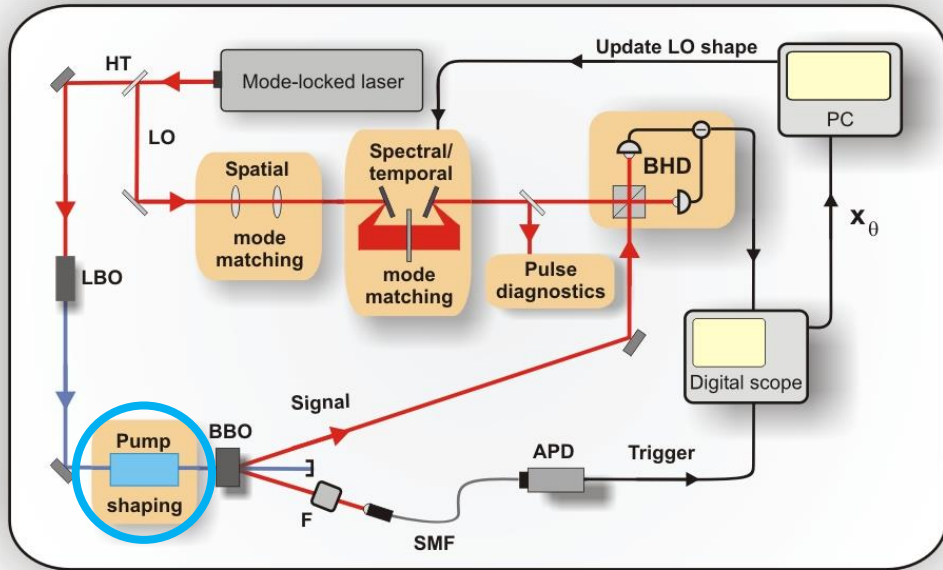 HT
Mode-locked laser
Update LO shape
PC
LO
Spatial
mode
matching
Spectral/
temporal
mode
matching
BHD
x θ
LBO
Pulse
diagnostics
Digital scope
Signal
Pump
shaping
BBO
F
SMF
APD
Trigger